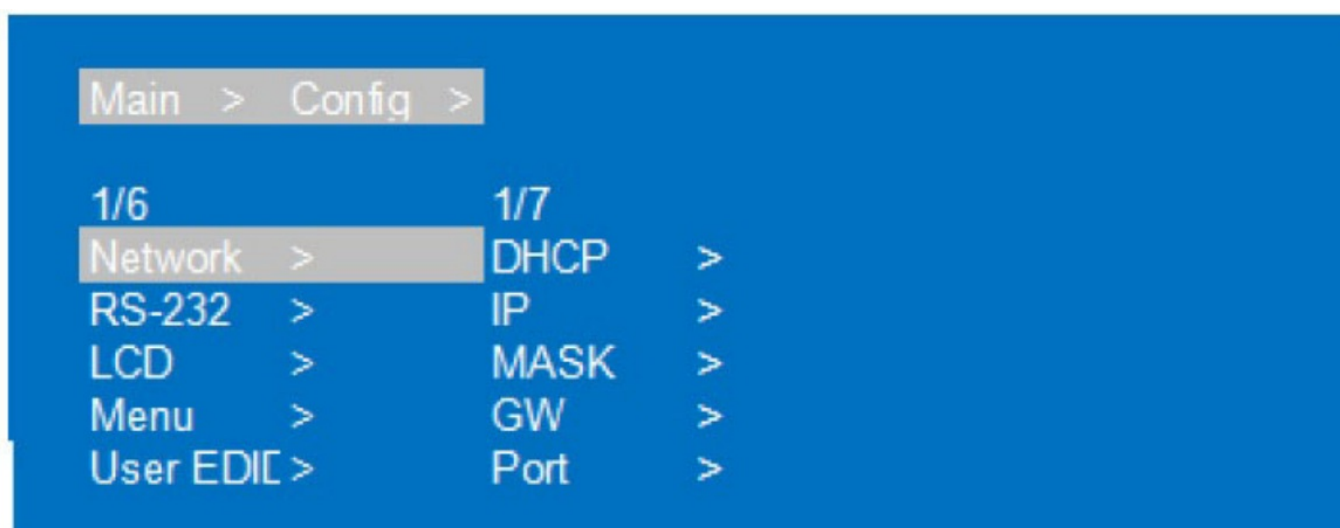 Main > Config >
1/6 1/7
Network > DHCP >
RS-232 > IP >
LCD > MASK >
Menu > GW >
User EDID > Port >